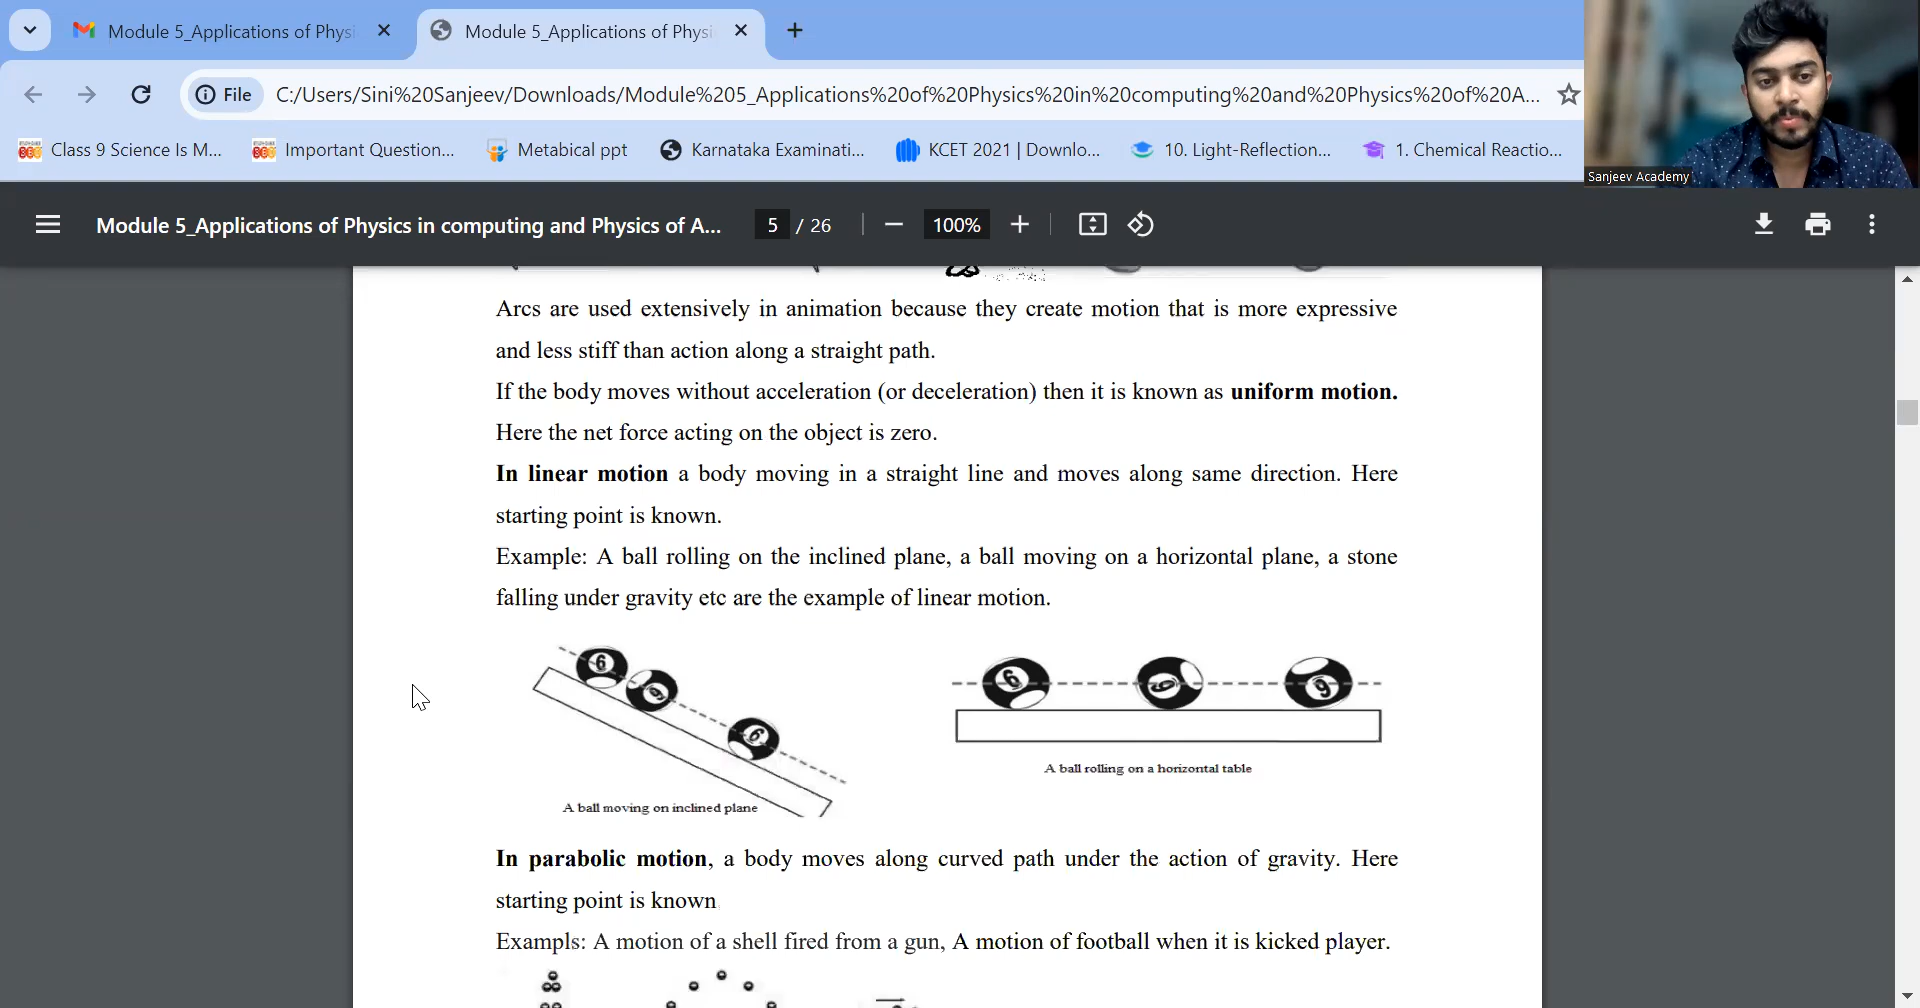 Module 5_Applications of Physi
Module 5_Applications of Physi
File
C:/Users/Sini%20Sanjeev/Downloads/Module%205_Applications%20of%20Physics%20in%20computing%20and%20Physics%20of%20A...
Class 9 Science Is M...
Important Question...
Metabical ppt
Karnataka Examinati...
KCET 2021 | Downlo...
10. Light-Reflection...
1. Chemical Reactio...
Sanjeev Academy
Module 5_Applications of Physics in computing and Physics of A...
5 / 26
100%
Arcs are used extensively in animation because they create motion that is more expressive
and less stiff than action along a straight path.
If the body moves without acceleration (or deceleration) then it is known as uniform motion.
Here the net force acting on the object is zero.
In linear motion a body moving in a straight line and moves along same direction. Here
starting point is known.
Example: A ball rolling on the inclined plane, a ball moving on a horizontal plane, a stone
falling under gravity etc are the example of linear motion.
6
6
6
6
6
6
A ball moving on inclined plane
A ball rolling on a horizontal table
In parabolic motion, a body moves along curved path under the action of gravity. Here
starting point is known
Exampls: A motion of a shell fired from a gun, A motion of football when it is kicked player.